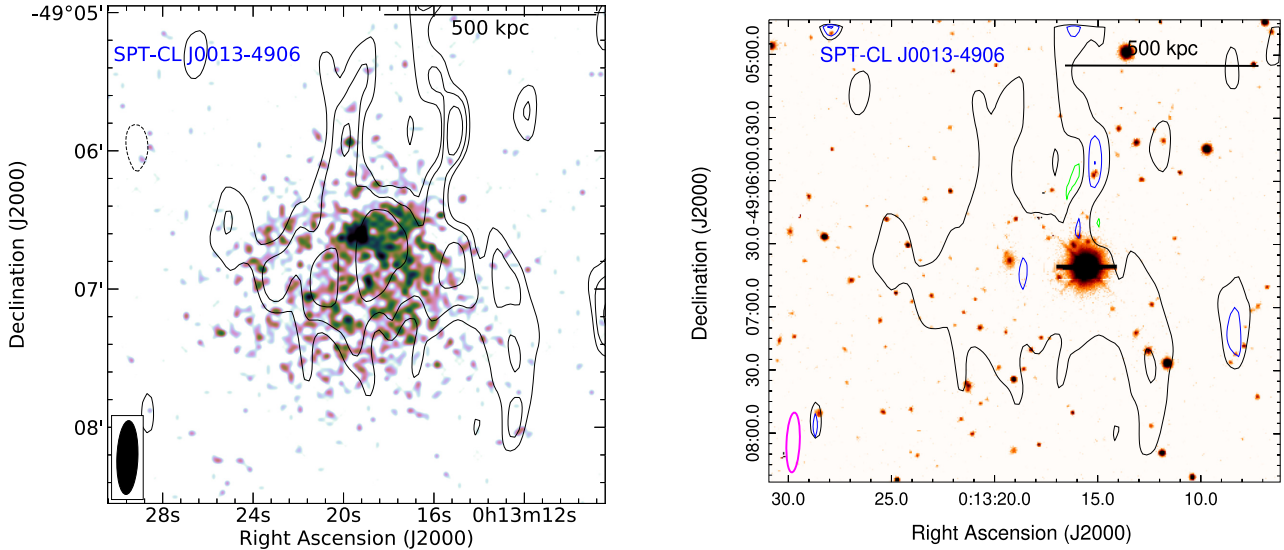 -49°05'
06'
07'
08'
Declination (J2000)
SPT-CL J0013-4906
500 kpc
28s 24s 20s 16s 0h13m12s
Right Ascension (J2000)
05:00.0
30.0
-49:06:00.0
30.0
07:00.0
30.0
08:00.0
Declination (J2000)
SPT-CL J0013-4906
500 kpc
30.0 25.0 0:13:20.0 15.0 10.0
Right Ascension (J2000)